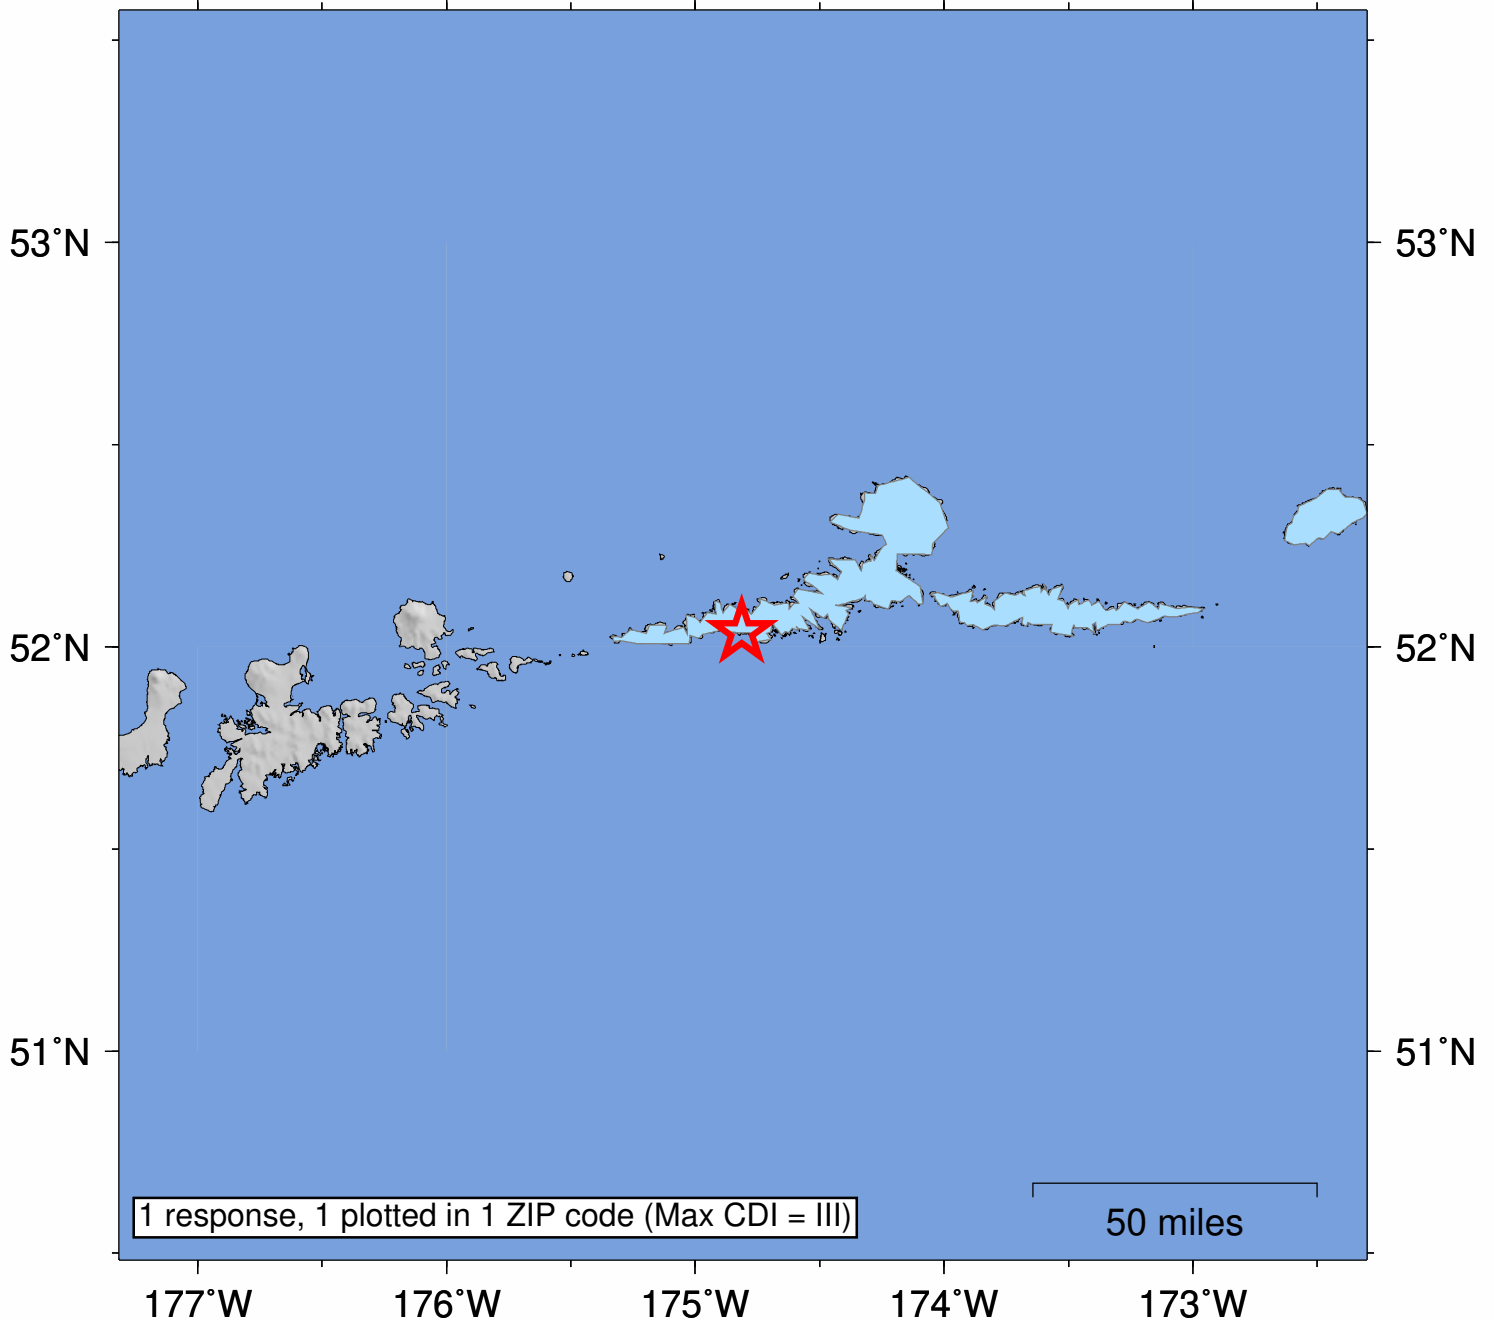 53°N
53°N
52°N
52°N
51°N
51°N
1 response, 1 plotted in 1 ZIP code (Max CDI = III)
50 miles
177°W
176°W
175°W
174°W
173°W